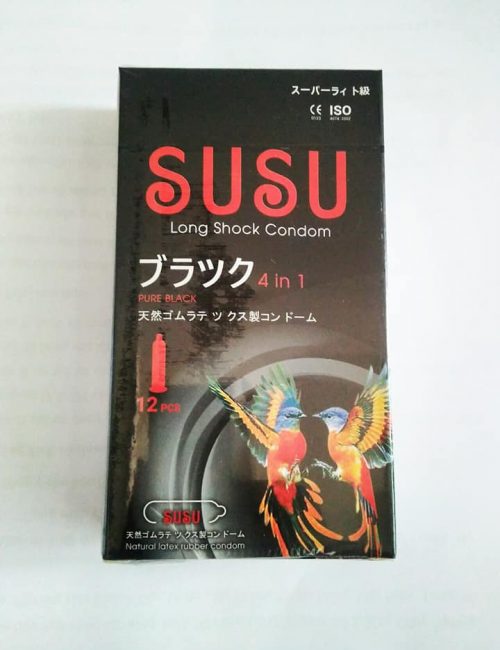 スーパーライト級
CE ISO
SUSU
Long Shock Condom
ブラツク 4 in 1
PURE BLACK
天然ゴムラテ ツ クス製コンドーム
12 PCS
SUSU
天然ゴムラテ ツ クス製コンドーム
Natural latex rubber condom